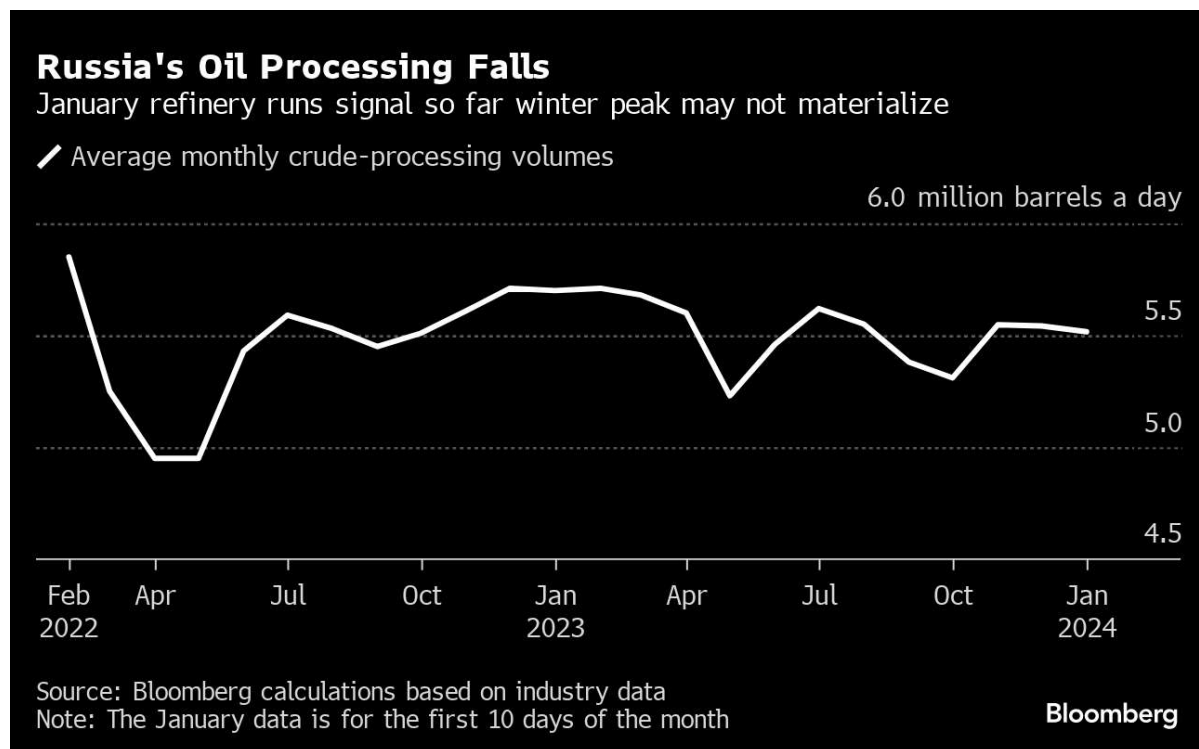 Russia's Oil Processing Falls
January refinery runs signal so far winter peak may not materialize
Average monthly crude-processing volumes
6.0 million barrels a day
5.5
5.0
4.5
Feb Apr Jul Oct Jan Apr Jul Oct Jan
2022 2023 2024
Source: Bloomberg calculations based on industry data
Note: The January data is for the first 10 days of the month
Bloomberg